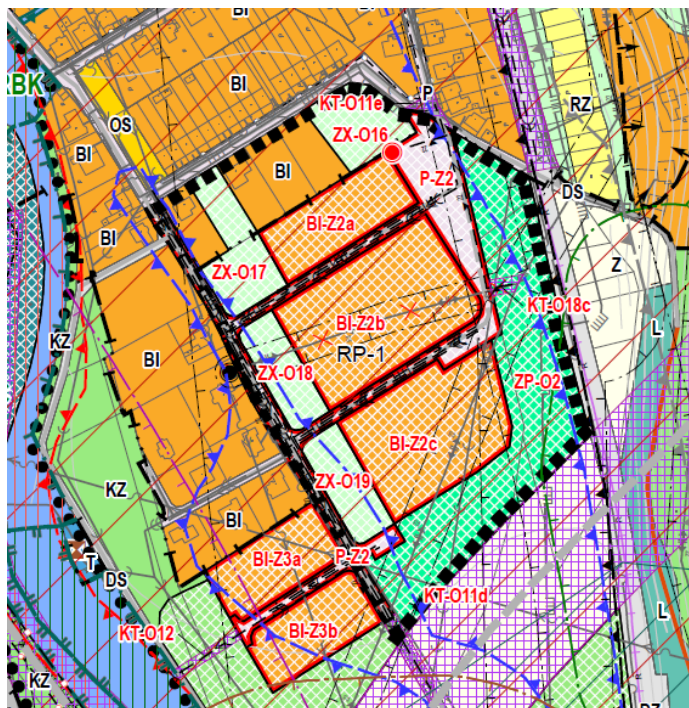 BI
BI
BK
P
KT-O11e
OS
ZX-O16
RZ
BI
BI
BI
P-Z2
DS
BI-Z2a
BI
Z
ZX-O17
KT-O18c
BI-Z2b
KZ
L
BI
RP-1
ZX-O18
ZP-O2
BI-Z2c
ZX-O19
KZ
BI
BI-Z3a
P-Z2
T
DS
KT-O11d
L
KT-O12
BI-Z3b
KZ